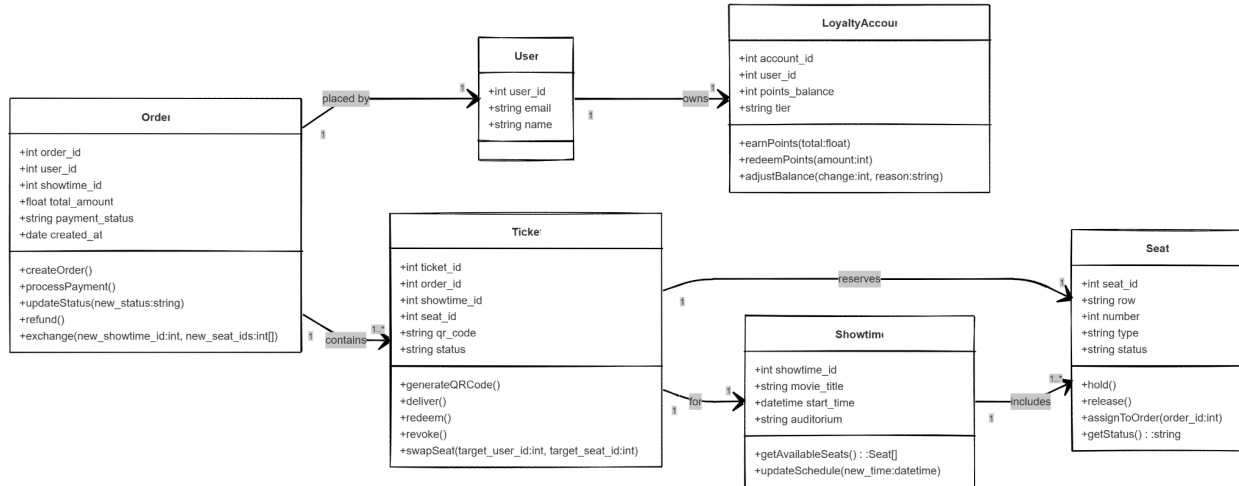 Order
+int order_id
+int user_id
+int showtime_id
+float total_amount
+string payment_status
+date created_at
+createOrder()
+processPayment()
+updateStatus(new_status:string)
+refund()
+exchange(new_showtime_id:int, new_seat_ids:int[])
placed by
1
1
User
+int user_id
+string email
+string name
owns
1
1
LoyaltyAccou
+int account_id
+int user_id
+int points_balance
+string tier
+earnPoints(total:float)
+redeemPoints(amount:int)
+adjustBalance(change:int, reason:string)
contains
1
1..*
Ticke
+int ticket_id
+int order_id
+int showtime_id
+int seat_id
+string qr_code
+string status
+generateQRCode()
+deliver()
+redeem()
+revoke()
+swapSeat(target_user_id:int, target_seat_id:int)
reserves
1
1
for
1
1
Showtime
+int showtime_id
+string movie_title
+datetime start_time
+string auditorium
+getAvailableSeats() : :Seat[]
+updateSchedule(new_time:datetime)
includes
1
1..*
Seat
+int seat_id
+string row
+int number
+string type
+string status
+hold()
+release()
+assignToOrder(order_id:int)
+getStatus() : :string